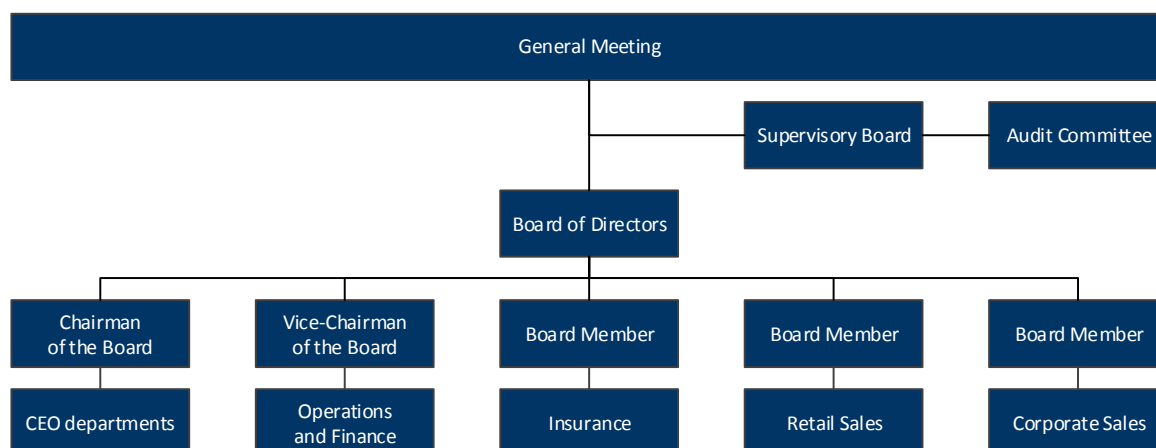 General Meeting
Supervisory Board
Audit Committee
Board of Directors
Chairman
of the Board
Vice-Chairman
of the Board
Board Member
Board Member
Board Member
CEO departments
Operations
and Finance
Insurance
Retail Sales
Corporate Sales